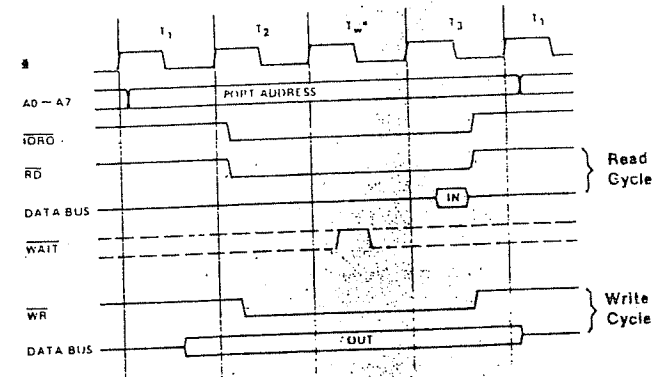 T1 T2 Tw* T3 T1
Φ
A0 ~ A7 PORT ADDRESS
IORQ
RD
Read
Gycle
DATA BUS IN
WAIT
WR
Write
Cycle
DATA BUS OUT